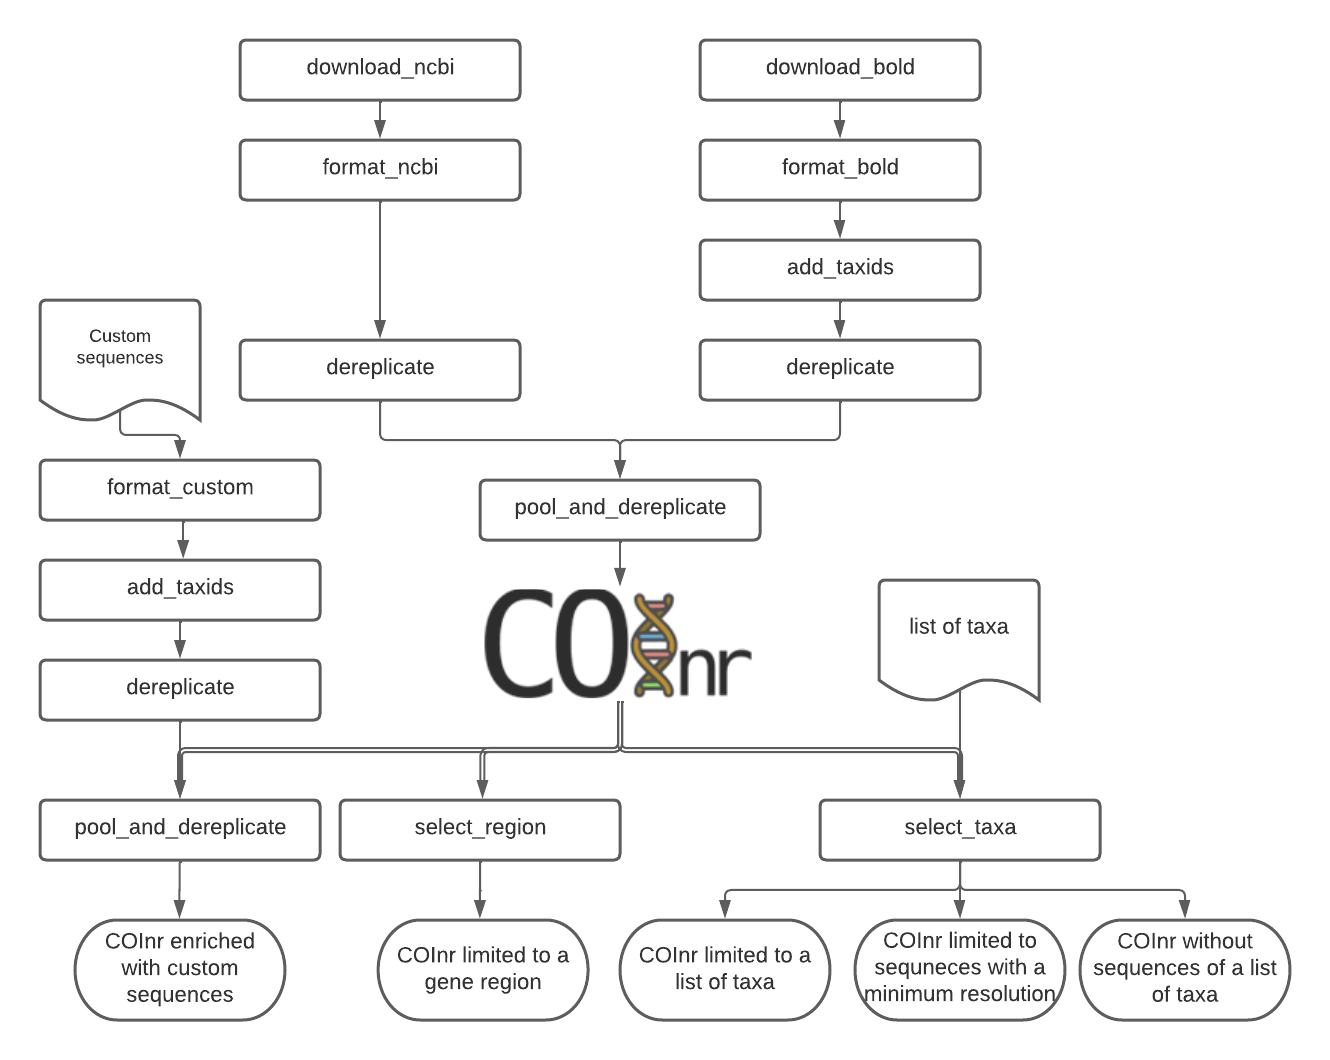 download_ncbi
download_bold
format_ncbi
format_bold
add_taxids
Custom
sequences
dereplicate
dereplicate
format_custom
pool_and_dereplicate
add_taxids
COInr
list of taxa
dereplicate
pool_and_dereplicate
select_region
select_taxa
COInr enriched
with custom
sequences
COInr limited to a
gene region
COInr limited to a
list of taxa
COInr limited to
sequneces with a
minimum resolution
COInr without
sequences of a list
of taxa